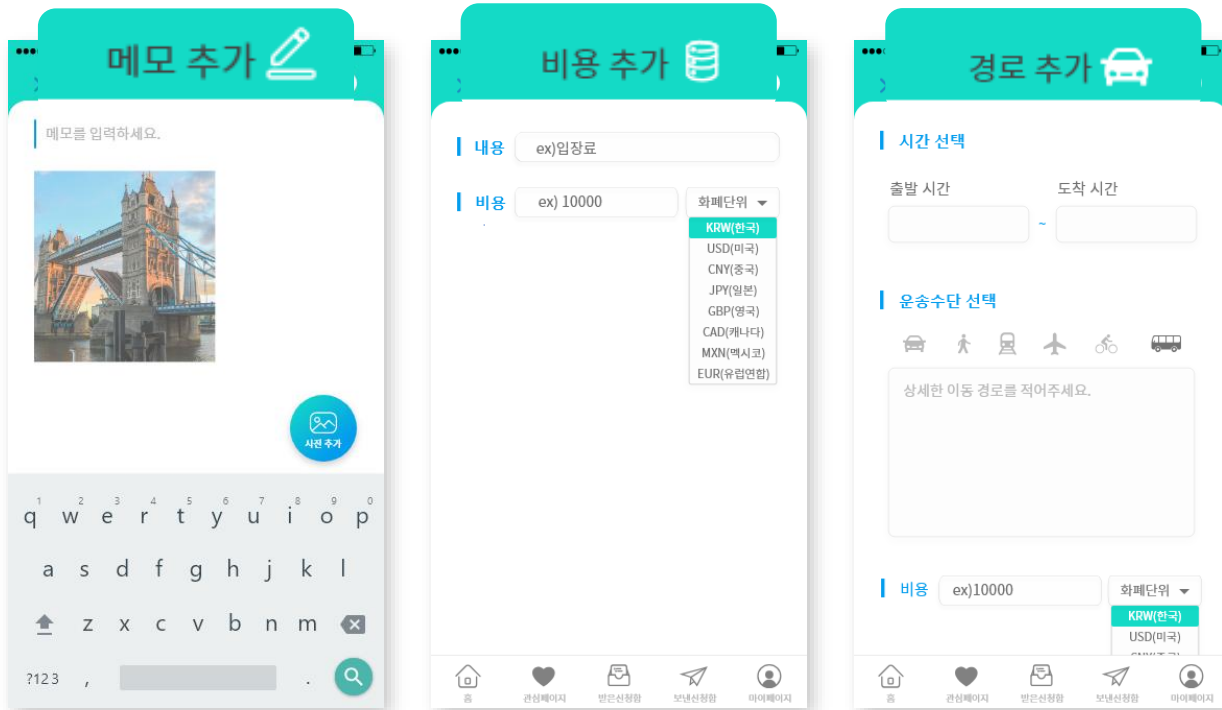 메모 추가
메모를 입력하세요.
사진 추가
1 2 3 4 5 6 7 8 9 0
q w e r t y u i o p
a s d f g h j k l
z x c v b n m
?123 , .
비용 추가
내용 ex)입장료
비용 ex) 10000 화폐단위
KRW(한국)
USD(미국)
CNY(중국)
JPY(일본)
GBP(영국)
CAD(캐나다)
MXN(멕시코)
EUR(유럽연합)
홈 관심페이지 받은신청함 보낸신청함 마이페이지
경로 추가
시간 선택
출발 시간 도착 시간
~
운송수단 선택
상세한 이동 경로를 적어주세요.
비용 ex)10000 화폐단위
KRW(한국)
USD(미국)
홈 관심페이지 받은신청함 보낸신청함 마이페이지